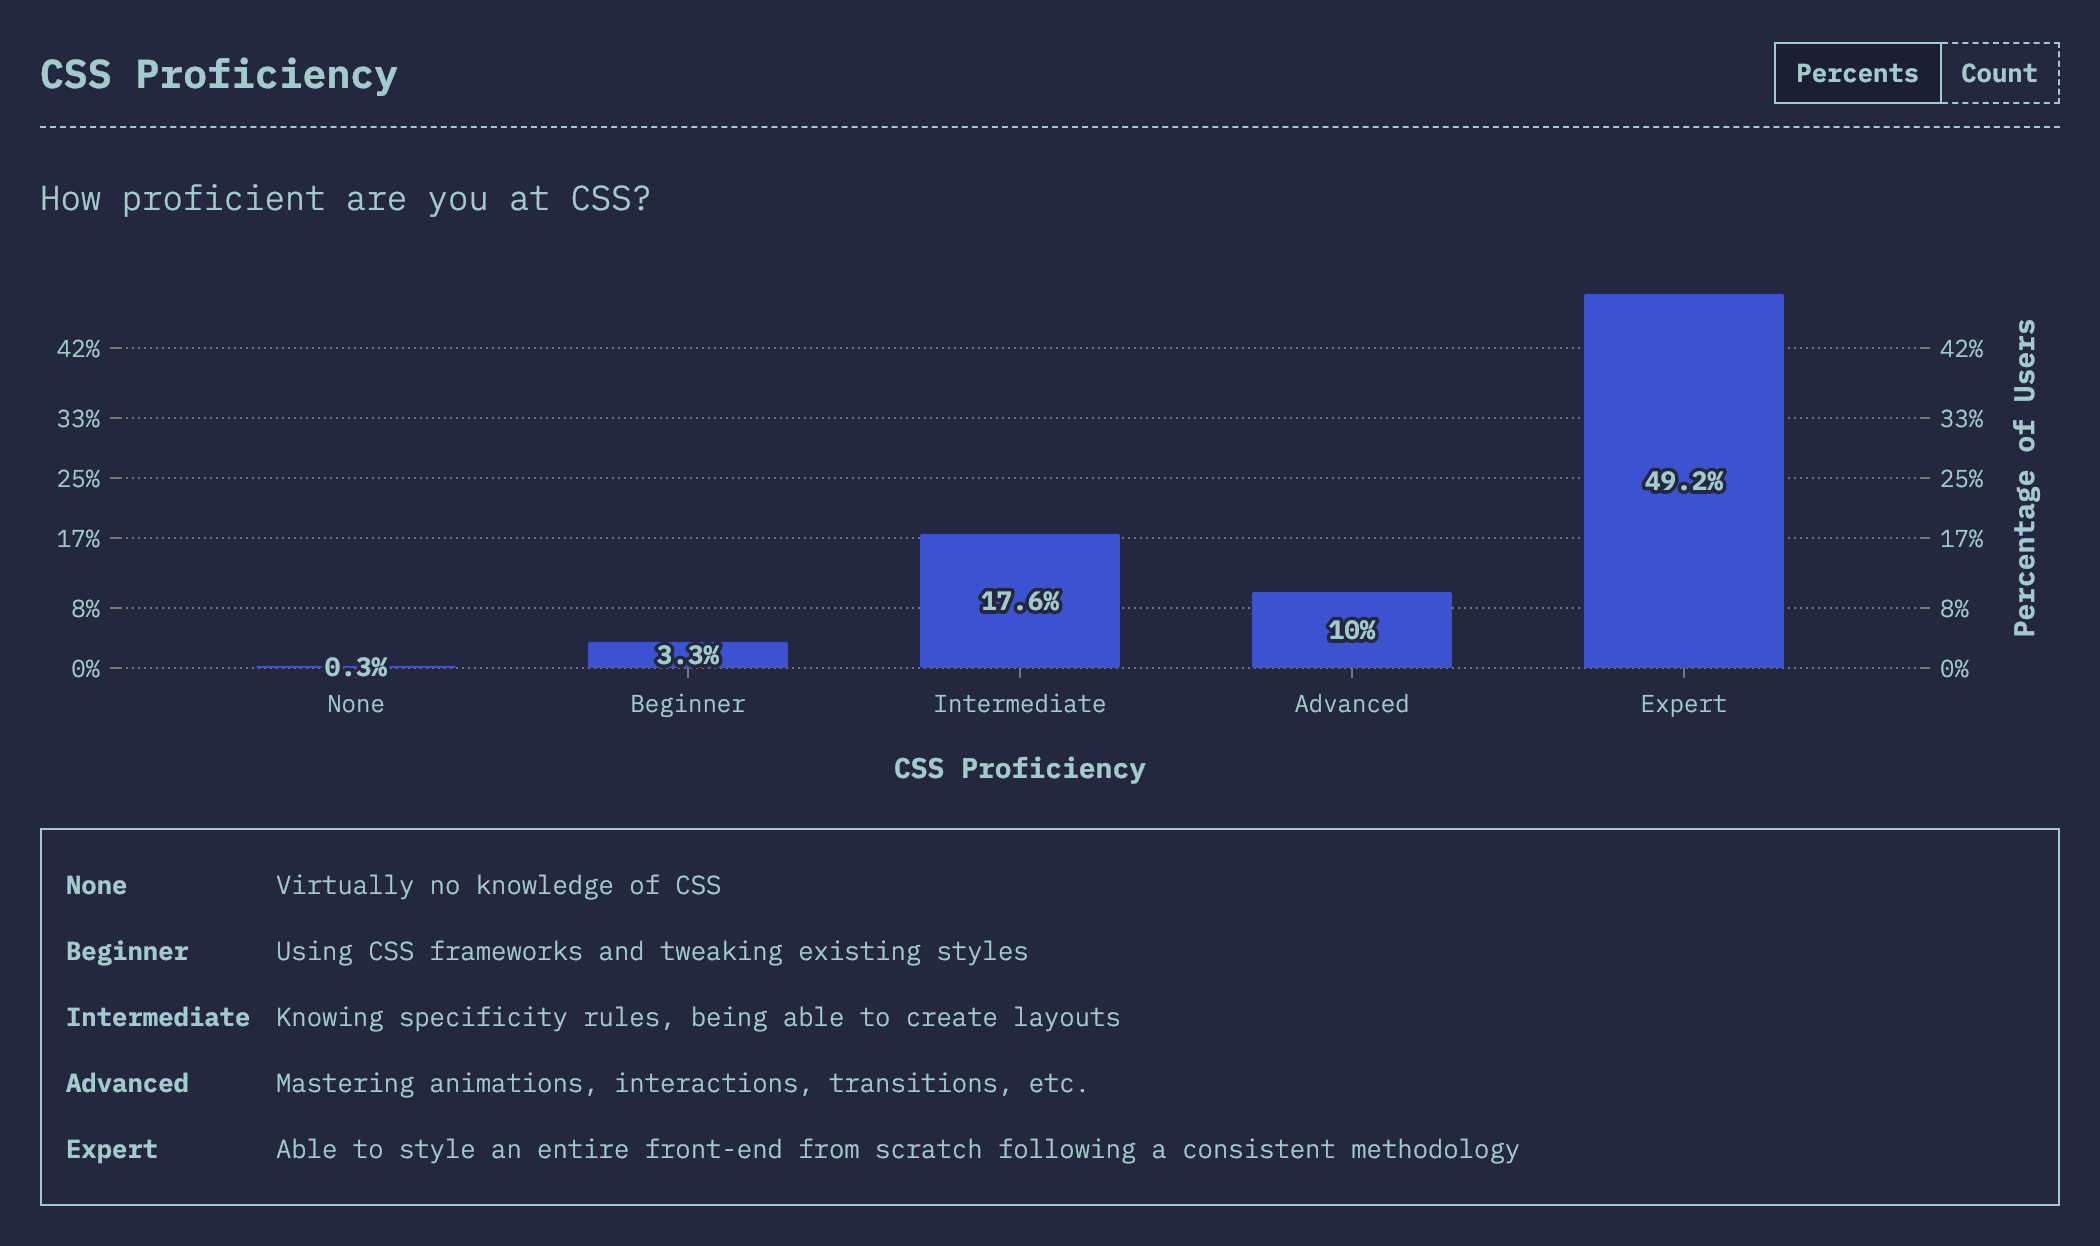 CSS Proficiency
Percents Count
How proficient are you at CSS?
42% 42%
33% 33%
25% 25%
17% 17%
8% 8%
0% 0%
Percentage of Users
0.3% 3.3% 17.6% 10% 49.2%
None Beginner Intermediate Advanced Expert
CSS Proficiency
None Virtually no knowledge of CSS
Beginner Using CSS frameworks and tweaking existing styles
Intermediate Knowing specificity rules, being able to create layouts
Advanced Mastering animations, interactions, transitions, etc.
Expert Able to style an entire front-end from scratch following a consistent methodology